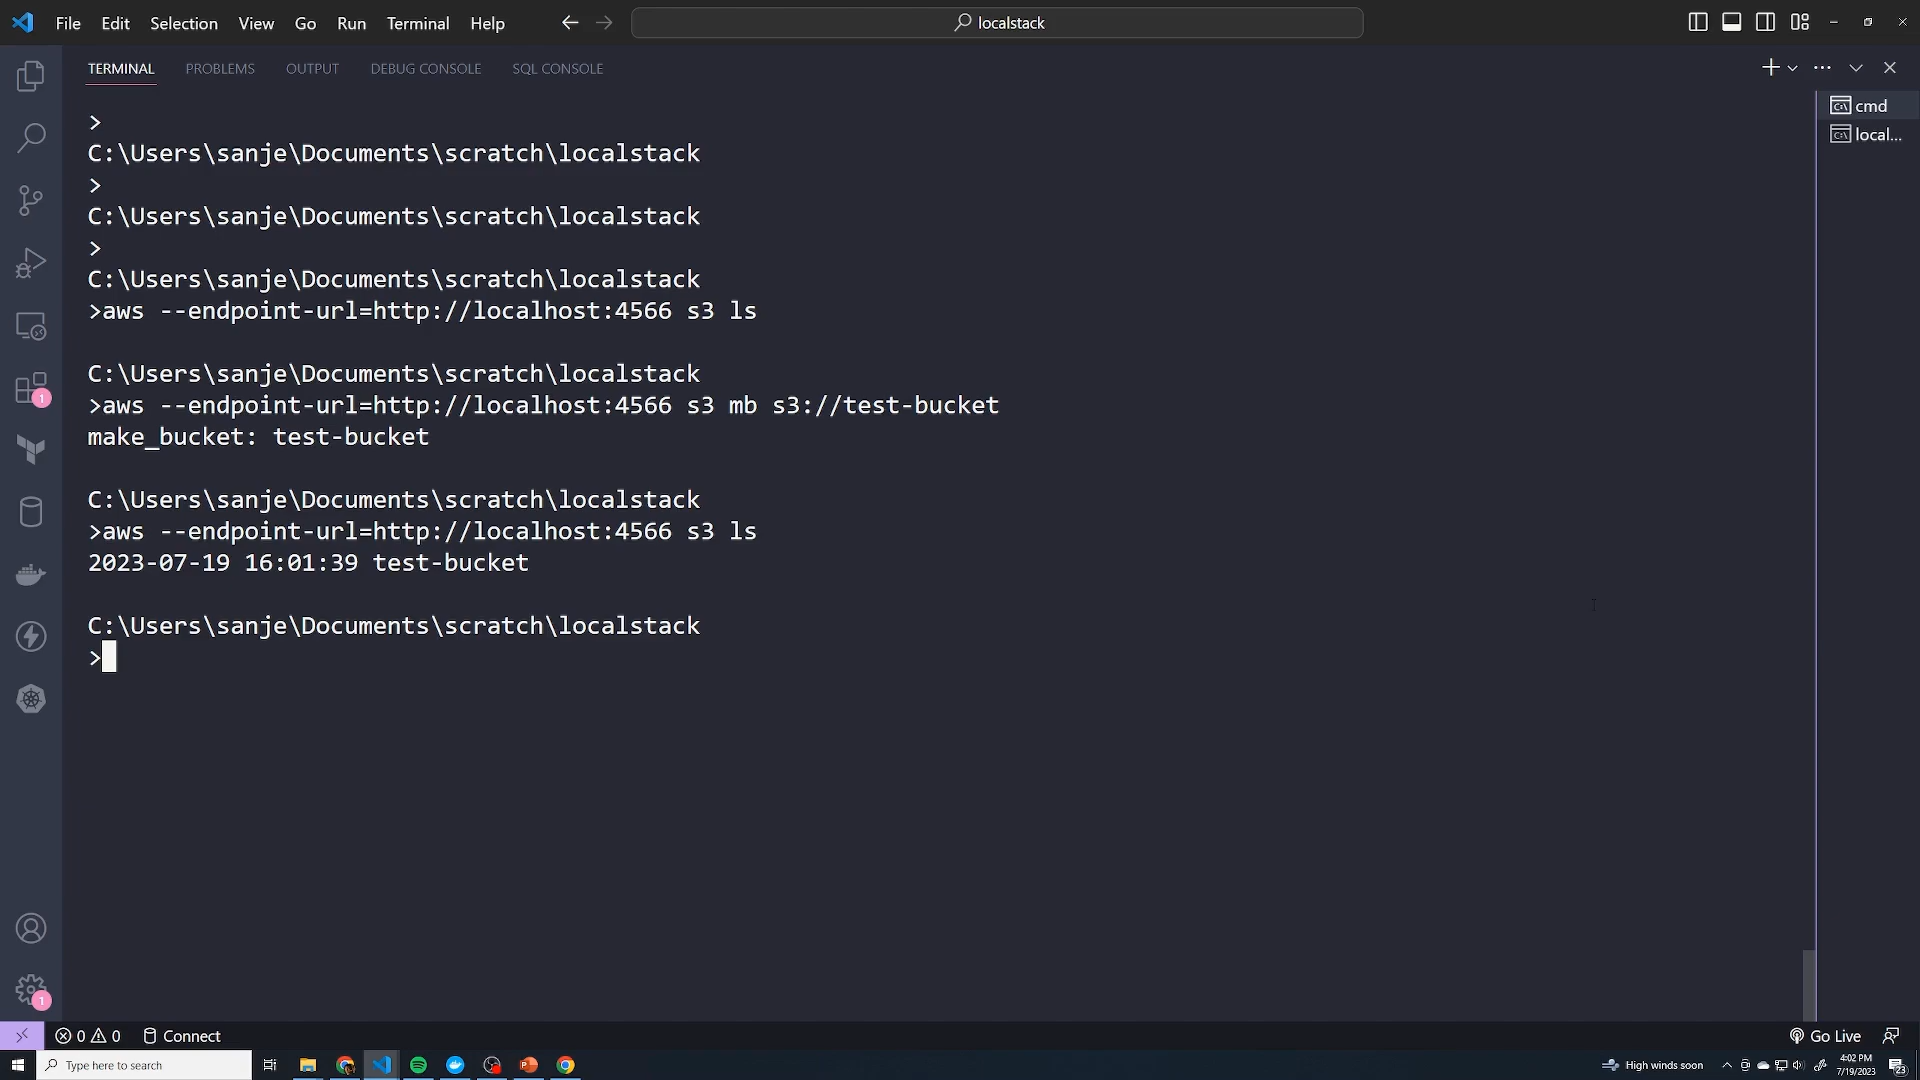 File Edit Selection View Go Run Terminal Help
localstack
TERMINAL PROBLEMS OUTPUT DEBUG CONSOLE SQL CONSOLE
cmd
local...
>
C:\Users\sanje\Documents\scratch\localstack
>
C:\Users\sanje\Documents\scratch\localstack
>
C:\Users\sanje\Documents\scratch\localstack
>aws --endpoint-url=http://localhost:4566 s3 ls
C:\Users\sanje\Documents\scratch\localstack
>aws --endpoint-url=http://localhost:4566 s3 mb s3://test-bucket
make_bucket: test-bucket
C:\Users\sanje\Documents\scratch\localstack
>aws --endpoint-url=http://localhost:4566 s3 ls
2023-07-19 16:01:39 test-bucket
C:\Users\sanje\Documents\scratch\localstack
>
1
1
0 0 Connect
Go Live
Type here to search
High winds soon
4:02 PM
7/19/2023
23